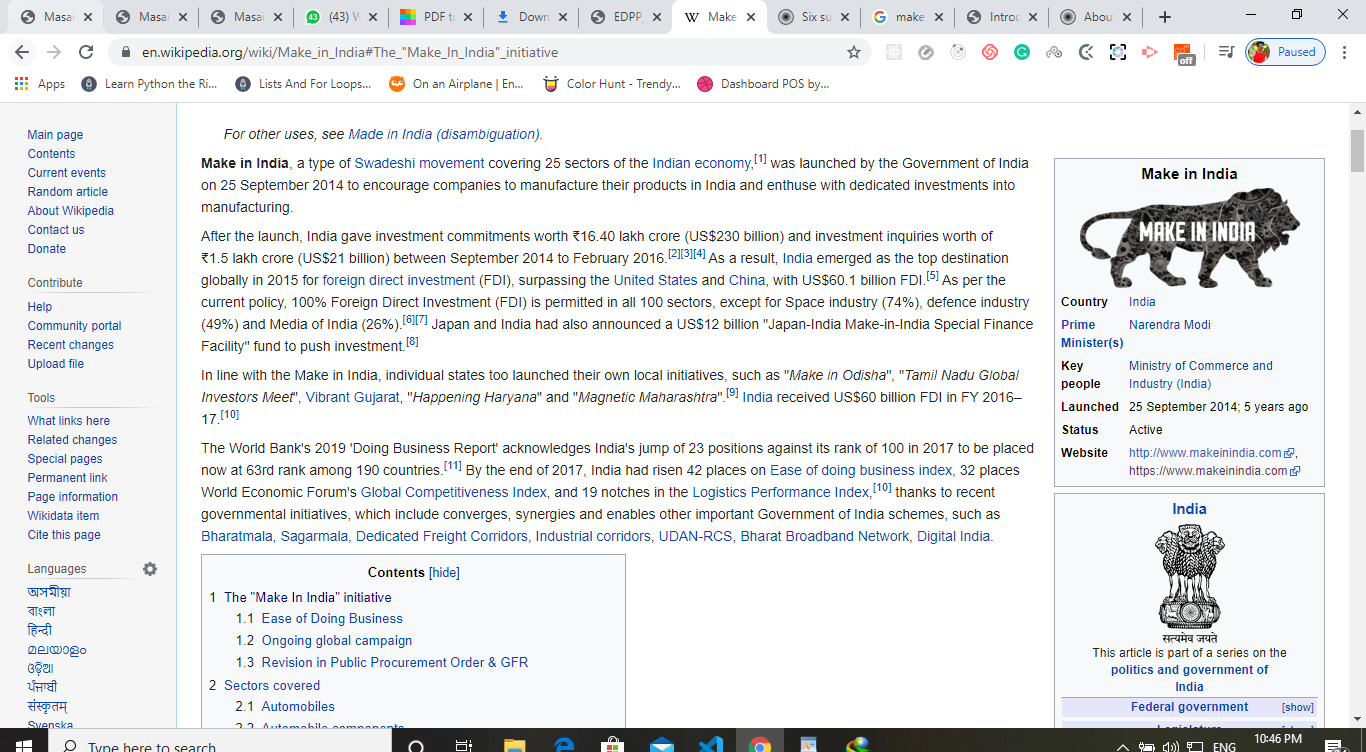 Masai
Masai
Masai
(43) W
PDF to
Down
EDPP_
Make
Six su
make
Introd
About
en.wikipedia.org/wiki/Make_in_India#The_"Make_In_India"_initiative
off
Paused
Apps
Learn Python the Ri...
Lists And For Loops...
On an Airplane | En...
Color Hunt - Trendy...
Dashboard POS by...
Main page
Contents
Current events
Random article
About Wikipedia
Contact us
Donate
Contribute
Help
Community portal
Recent changes
Upload file
Tools
What links here
Related changes
Special pages
Permanent link
Page information
Wikidata item
Cite this page
Languages
অসমীয়া
বাংলা
हिन्दी
മലയാളം
ଓଡ଼ିଆ
ਪੰਜਾਬੀ
संस्कृतम्
Svenska
For other uses, see Made in India (disambiguation).
Make in India, a type of Swadeshi movement covering 25 sectors of the Indian economy,[1] was launched by the Government of India
on 25 September 2014 to encourage companies to manufacture their products in India and enthuse with dedicated investments into
manufacturing.
After the launch, India gave investment commitments worth ₹16.40 lakh crore (US$230 billion) and investment inquiries worth of
₹1.5 lakh crore (US$21 billion) between September 2014 to February 2016.[2][3][4] As a result, India emerged as the top destination
globally in 2015 for foreign direct investment (FDI), surpassing the United States and China, with US$60.1 billion FDI.[5] As per the
current policy, 100% Foreign Direct Investment (FDI) is permitted in all 100 sectors, except for Space industry (74%), defence industry
(49%) and Media of India (26%).[6][7] Japan and India had also announced a US$12 billion "Japan-India Make-in-India Special Finance
Facility" fund to push investment.[8]
In line with the Make in India, individual states too launched their own local initiatives, such as "Make in Odisha", "Tamil Nadu Global
Investors Meet", Vibrant Gujarat, "Happening Haryana" and "Magnetic Maharashtra".[9] India received US$60 billion FDI in FY 2016–
17.[10]
The World Bank's 2019 'Doing Business Report' acknowledges India's jump of 23 positions against its rank of 100 in 2017 to be placed
now at 63rd rank among 190 countries.[11] By the end of 2017, India had risen 42 places on Ease of doing business index, 32 places
World Economic Forum's Global Competitiveness Index, and 19 notches in the Logistics Performance Index,[10] thanks to recent
governmental initiatives, which include converges, synergies and enables other important Government of India schemes, such as
Bharatmala, Sagarmala, Dedicated Freight Corridors, Industrial corridors, UDAN-RCS, Bharat Broadband Network, Digital India.
Contents [hide]
1 The "Make In India" initiative
1.1 Ease of Doing Business
1.2 Ongoing global campaign
1.3 Revision in Public Procurement Order & GFR
2 Sectors covered
2.1 Automobiles
2.2 Automobile components
Make in India
MAKE IN INDIA
Country India
Prime Narendra Modi
Minister(s)
Key Ministry of Commerce and
people Industry (India)
Launched 25 September 2014; 5 years ago
Status Active
Website http://www.makeinindia.com,
https://www.makeinindia.com
India
सत्यमेव जयते
This article is part of a series on the
politics and government of
India
Federal government [show]
Legislature
Type here to search
ENG
10:46 PM